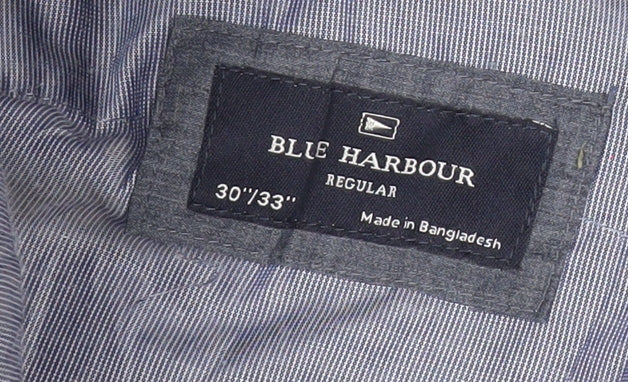 BLUE HARBOUR
REGULAR
30"/33"
Made in Bangladesh